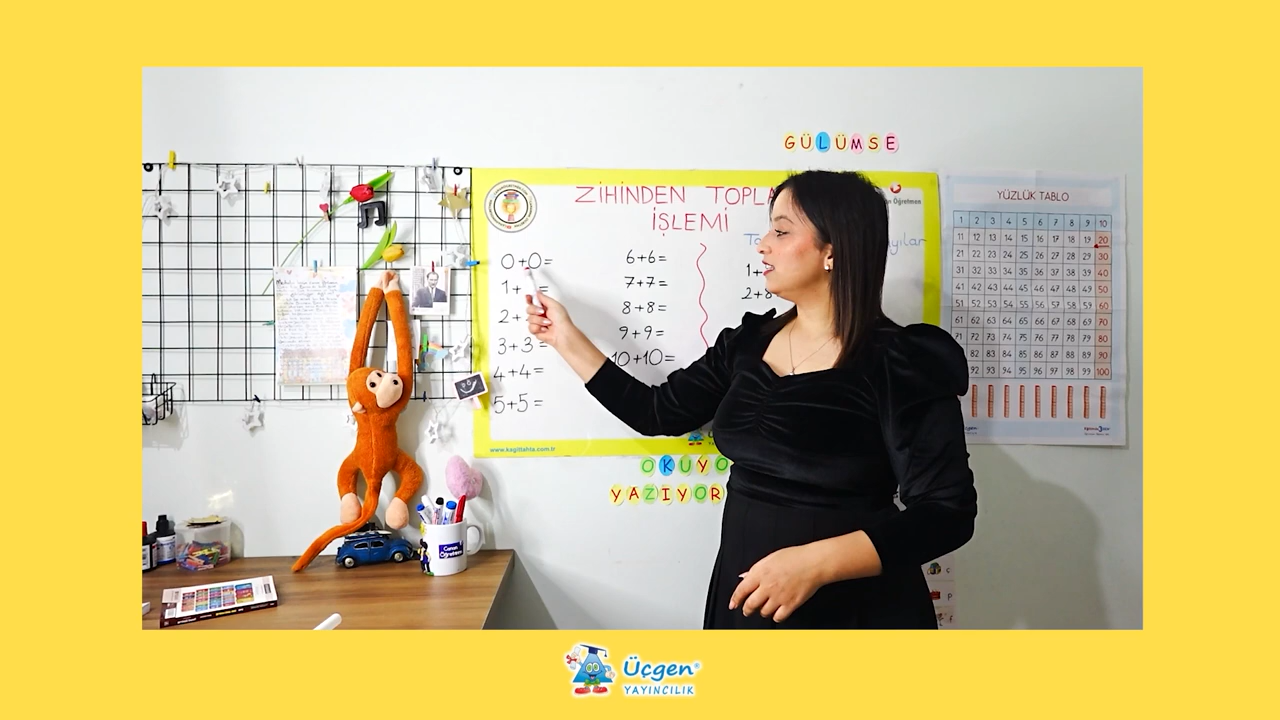 GÜLÜMSE
ZİHİNDEN TOPLA
İŞLEMİ
Öğretmen
0+0=
1+ =
2+
3+3=
4+4=
5+5=
6+6=
7+7=
8+8=
9+9=
10+10=
yılar
1+
2+8
www.kagittahta.com.tr
OKUYO
YAZIYOR
YÜZLÜK TABLO
1 2 3 4 5 6 7 8 9 10
11 12 13 14 15 16 17 18 19 20
21 22 23 24 25 26 27 28 29 30
31 32 33 34 35 36 37 38 39 40
41 42 43 44 45 46 47 48 49 50
51 52 53 54 55 56 57 58 59 60
61 62 63 64 65 66 67 68 69 70
71 72 73 74 75 76 77 78 79 80
82 83 84 85 86 87 88 89 90
92 93 94 95 96 97 98 99 100
Canan
Öğretmen
Üçgen
YAYINCILIK